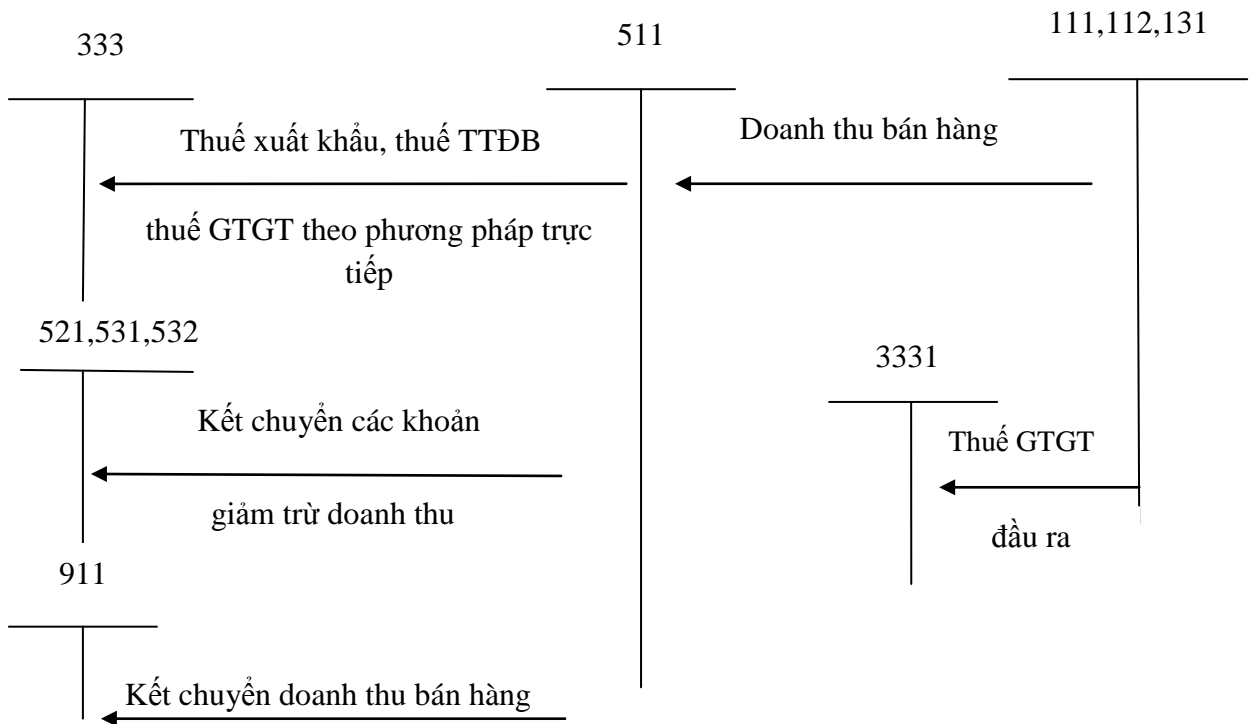 333
511
111,112,131
Thuế xuất khẩu, thuế TTĐB
Doanh thu bán hàng
thuế GTGT theo phương pháp trực
tiếp
521,531,532
3331
Kết chuyển các khoản
Thuế GTGT
giảm trừ doanh thu
đầu ra
911
Kết chuyển doanh thu bán hàng